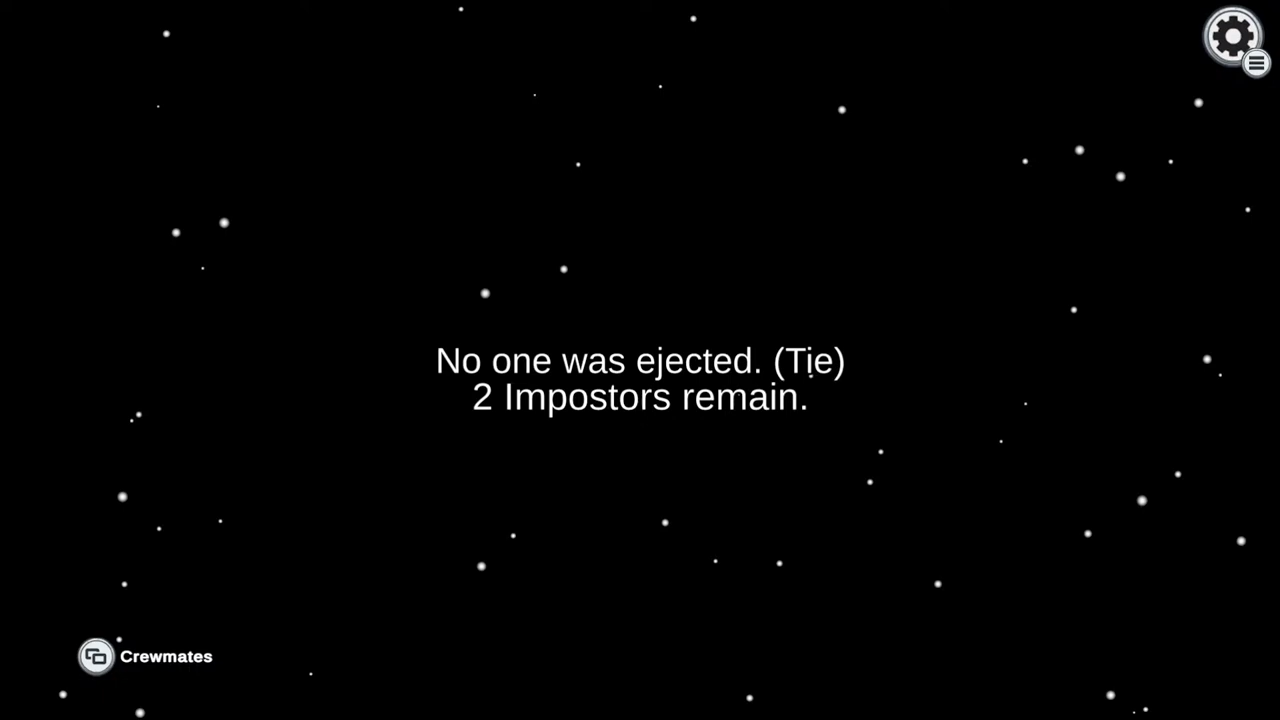 No one was ejected. (Tie)
2 Impostors remain.
Crewmates